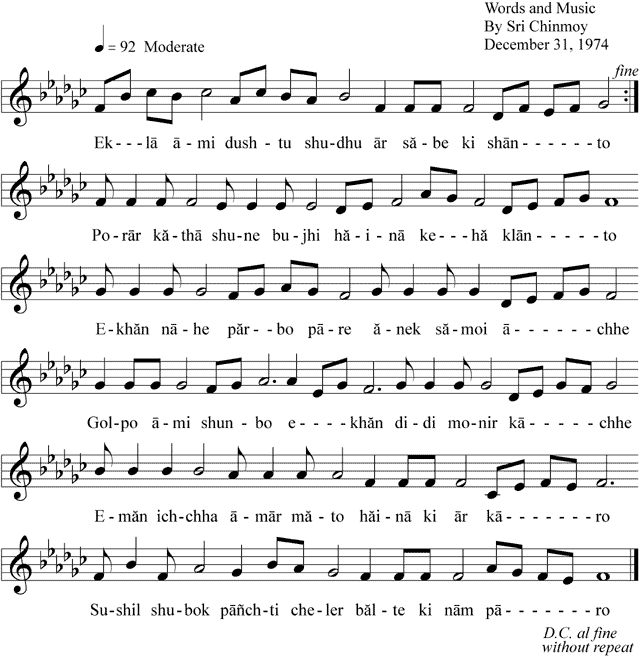 Words and Music
By Sri Chinmoy
December 31, 1974
= 92 Moderate
fine
Ek---lā ā-mi dush-tu shu-dhu ār să-be ki shān----to
Po-rār kă-thā shu-ne bu-jhi hă-i-nā ke---hă klān-----to
E-khăn nā-he păr--bo pā-re ă-nek să-moi ā------chhe
Gol-po ā-mi shun-bo e----khăn di-di mo-nir kā----chhe
E-măn ich-chha ā-mār mă-to hăi-nā ki ār kā-------ro
Su-shil shu-bok pāñch-ti che-ler băl-te ki nām pā-------ro
D.C. al fine
without repeat